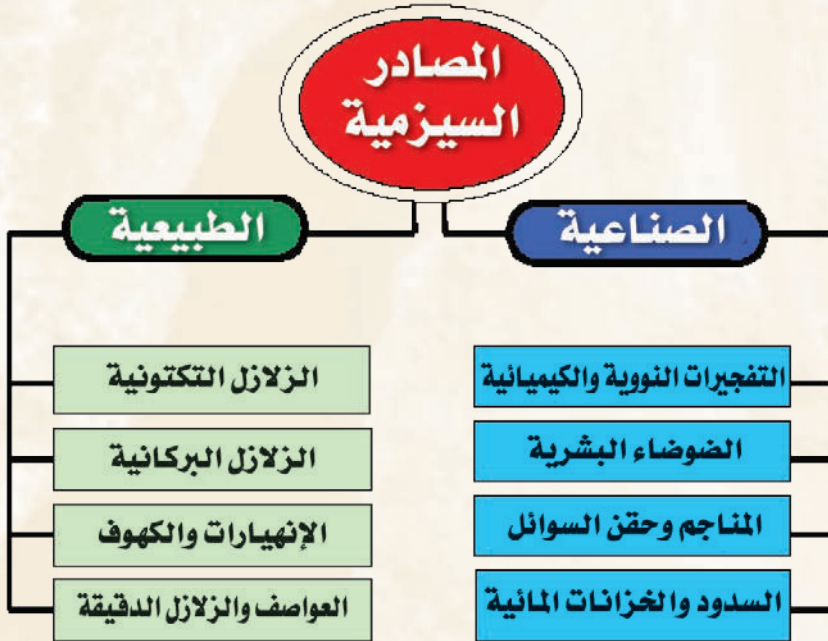 المصادر
السيزمية
الصناعية
التفجيرات النووية والكيميائية
الضوضاء البشرية
المناجم وحقن السوائل
السدود والخزانات المائية
الطبيعية
الزلازل التكتونية
الزلازل البركانية
الإنهيارات والكهوف
العواصف والزلازل الدقيقة